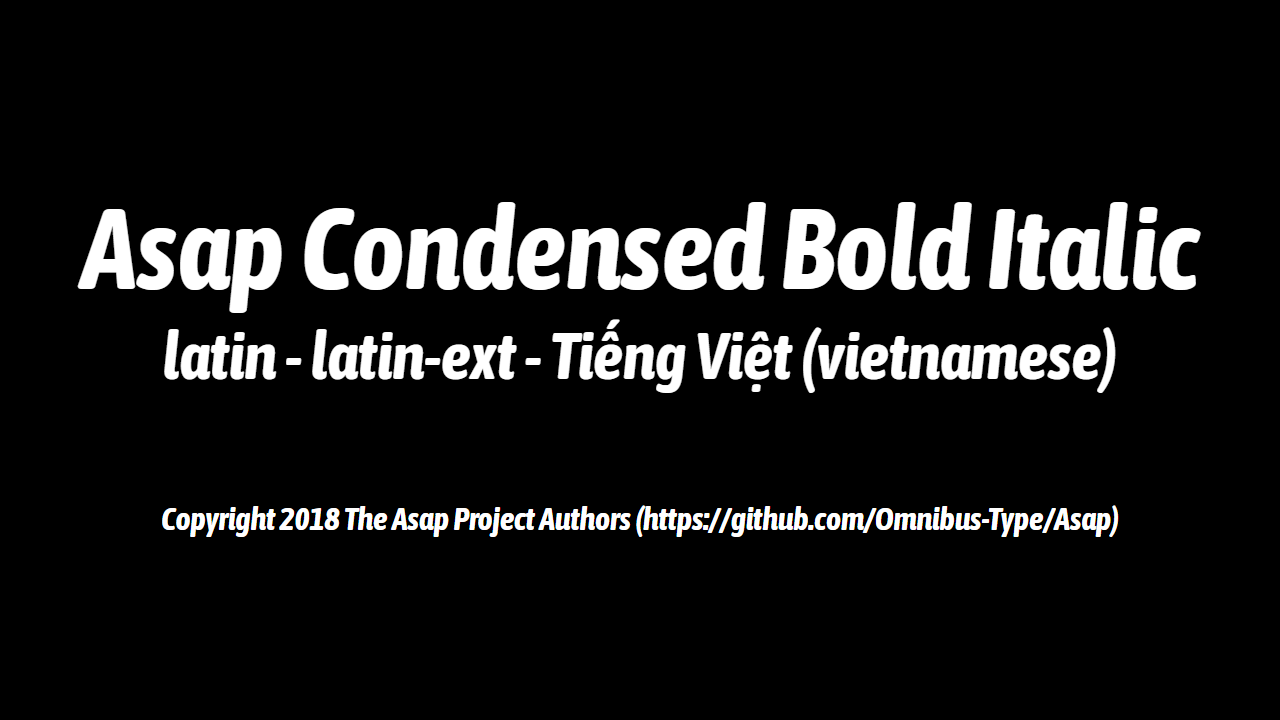 Asap Condensed Bold Italic
latin - latin-ext - Tiếng Việt (vietnamese)
Copyright 2018 The Asap Project Authors (https://github.com/Omnibus-Type/Asap)